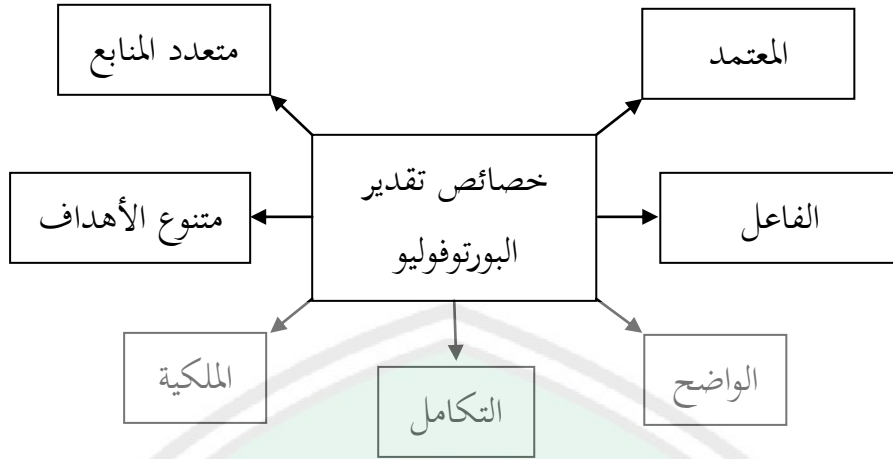 المعتمد
متعدد المنابع
خصائص تقدير
البورتوفوليو
الفاعل
متنوع الأهداف
الواضح
التكامل
الملكية